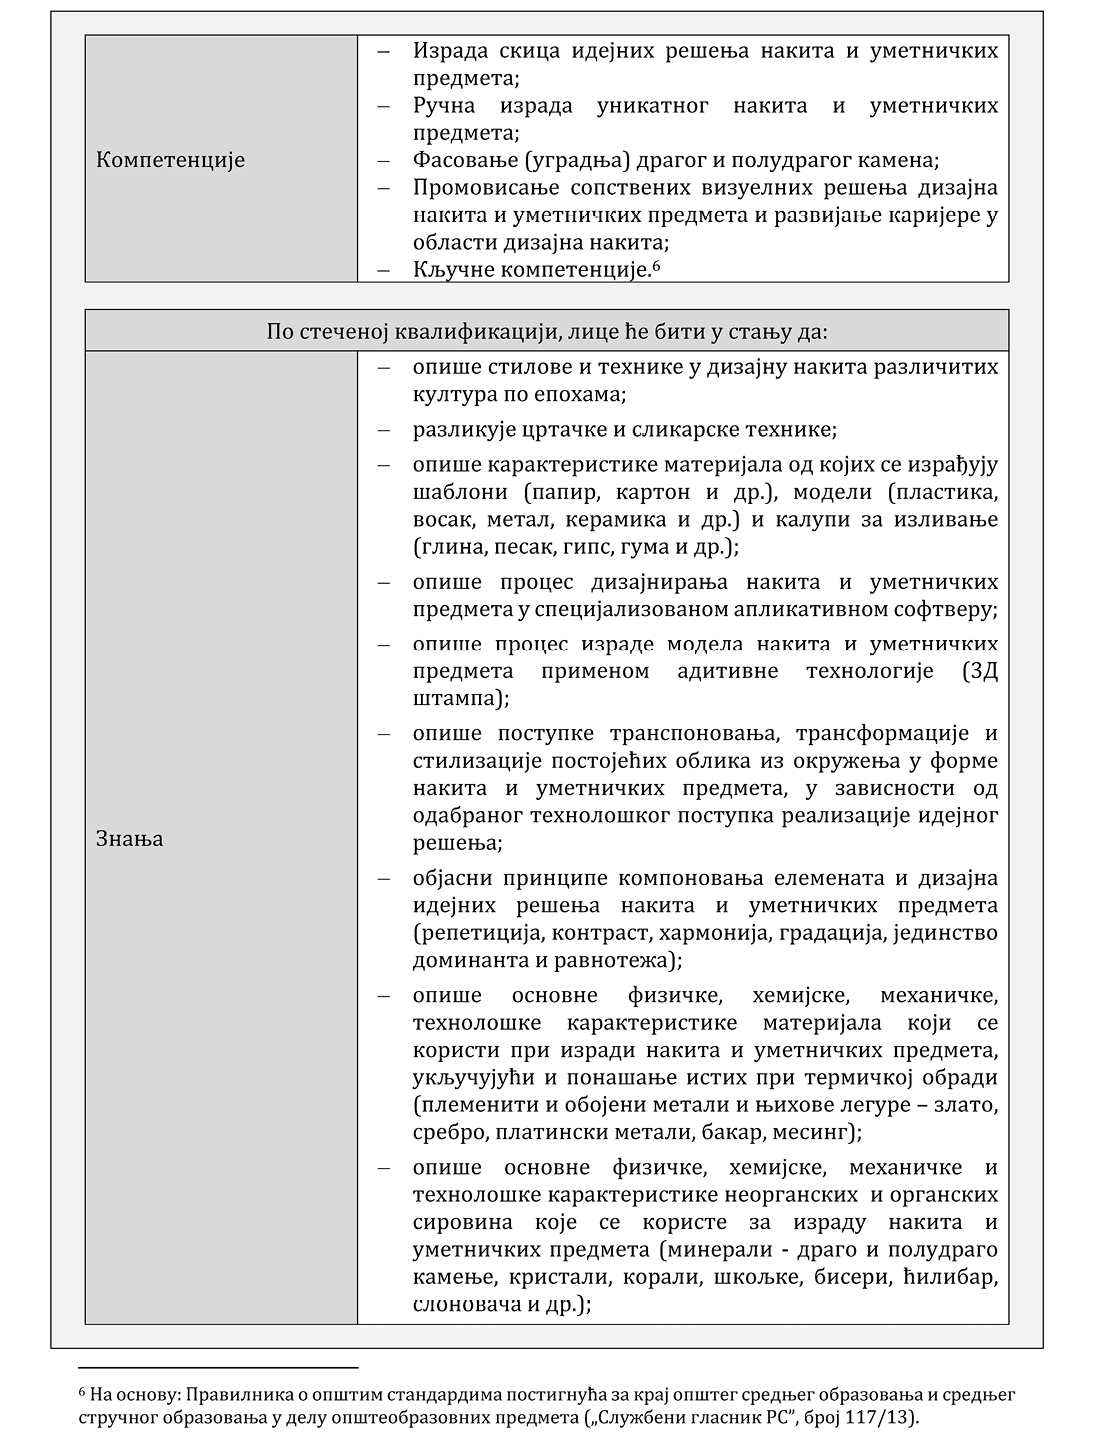 – Израда скица идејних решења накита и уметничких
предмета;
– Ручна израда уникатног накита и уметничких
предмета;
Компетенције
– Фасовање (уградња) драгог и полудрагог камена;
– Промовисање сопствених визуелних решења дизајна
накита и уметничких предмета и развијање каријере у
области дизајна накита;
– Кључне компетенције.⁶
По стеченој квалификацији, лице ће бити у стању да:
Знања
– опише стилове и технике у дизајну накита различитих
култура по епохама;
– разликује цртачке и сликарске технике;
– опише карактеристике материјала од којих се израђују
шаблони (папир, картон и др.), модели (пластика,
восак, метал, керамика и др.) и калупи за изливање
(глина, песак, гипс, гума и др.);
– опише процес дизајнирања накита и уметничких
предмета у специјализованом апликативном софтверу;
– опише процес израде модела накита и уметничких
предмета применом адитивне технологије (3Д
штампа);
– опише поступке транспоновања, трансформације и
стилизације постојећих облика из окружења у форме
накита и уметничких предмета, у зависности од
одабраног технолошког поступка реализације идејног
решења;
– објасни принципе компоновања елемената и дизајна
идејних решења накита и уметничких предмета
(репетиција, контраст, хармонија, градација, јединство
доминанта и равнотежа);
– опише основне физичке, хемијске, механичке,
технолошке карактеристике материјала који се
користи при изради накита и уметничких предмета,
укључујући и понашање истих при термичкој обради
(племенити и обојени метали и њихове легуре – злато,
сребро, платински метали, бакар, месинг);
– опише основне физичке, хемијске, механичке и
технолошке карактеристике неорганских и органских
сировина које се користе за израду накита и
уметничких предмета (минерали - драго и полудраго
камење, кристали, корали, шкољке, бисери, ћилибар,
слоновача и др.);
⁶ На основу: Правилника о општим стандардима постигнућа за крај општег средњег образовања и средњег
стручног образовања у делу општеобразовних предмета („Службени гласник РС”, број 117/13).